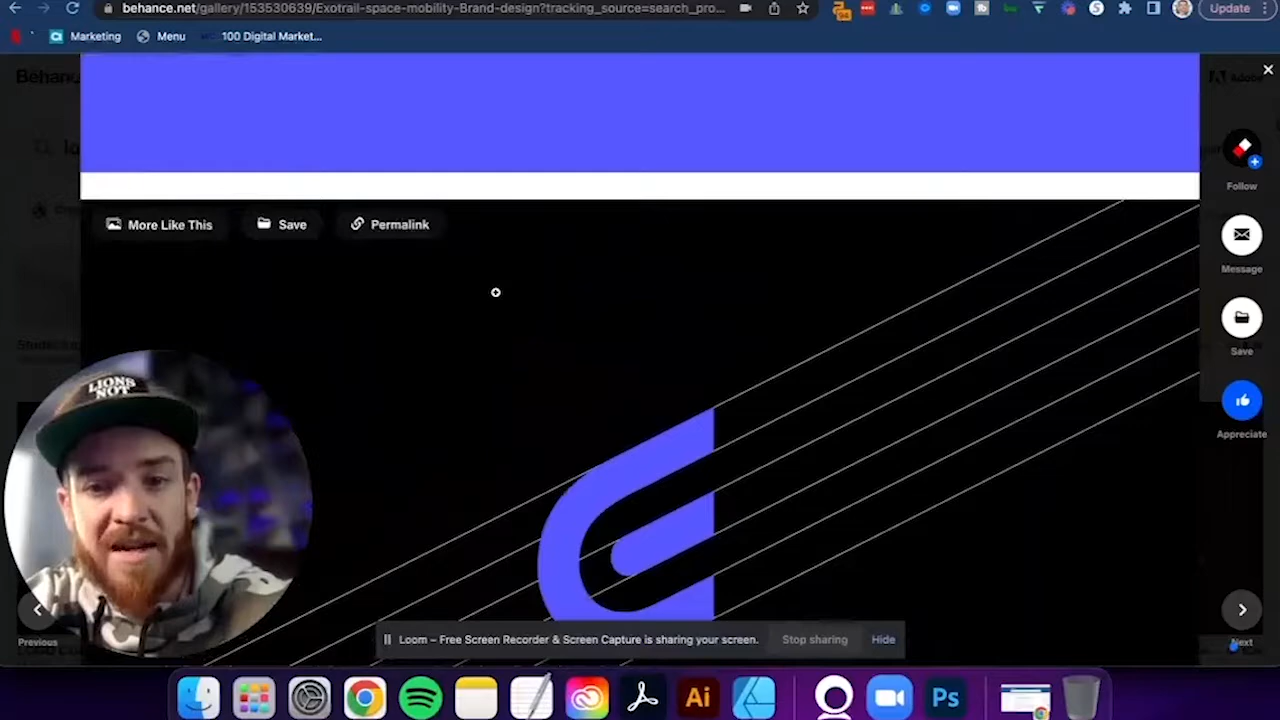 behance.net/gallery/153530639/Exotrail-space-mobility-Brand-design?tracking_source=search_pro...
Update
Marketing
Menu
100 Digital Market...
Behanc
Adobe
More Like This
Save
Permalink
Follow
Message
Save
Appreciate
LIONS
NOT
Previous
Next
Loom – Free Screen Recorder & Screen Capture is sharing your screen.
Stop sharing
Hide
Ai
Ps